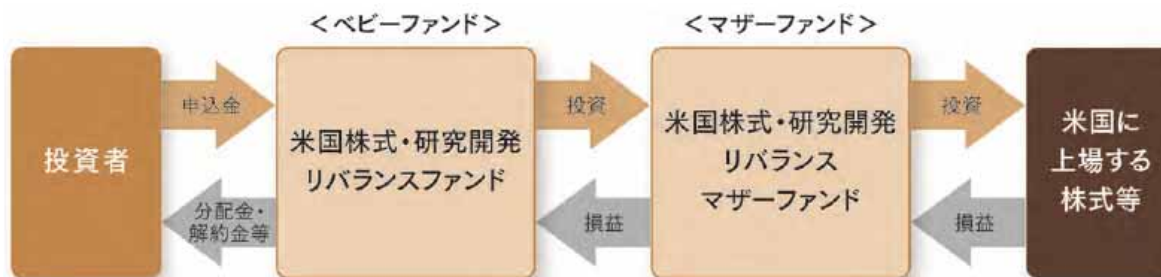 ＜ベビーファンド＞
＜マザーファンド＞
投資者
申込金
分配金・
解約金等
米国株式・研究開発
リバランスファンド
投資
損益
米国株式・研究開発
リバランス
マザーファンド
投資
損益
米国に
上場する
株式等